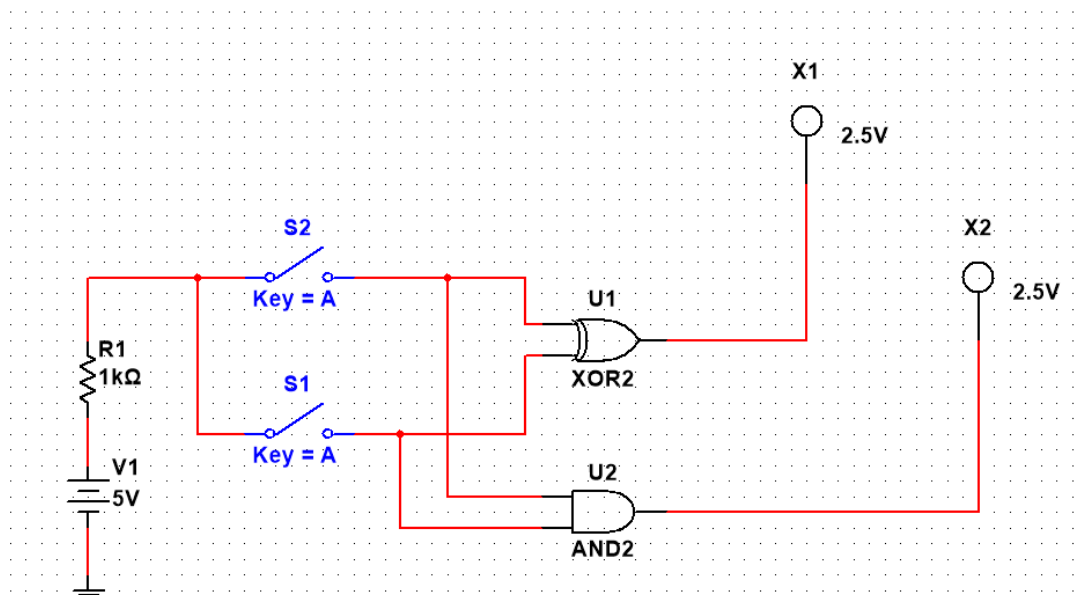 X1
2.5V
S2
X2
Key = A
2.5V
U1
R1
1kΩ
XOR2
S1
Key = A
V1
5V
U2
AND2